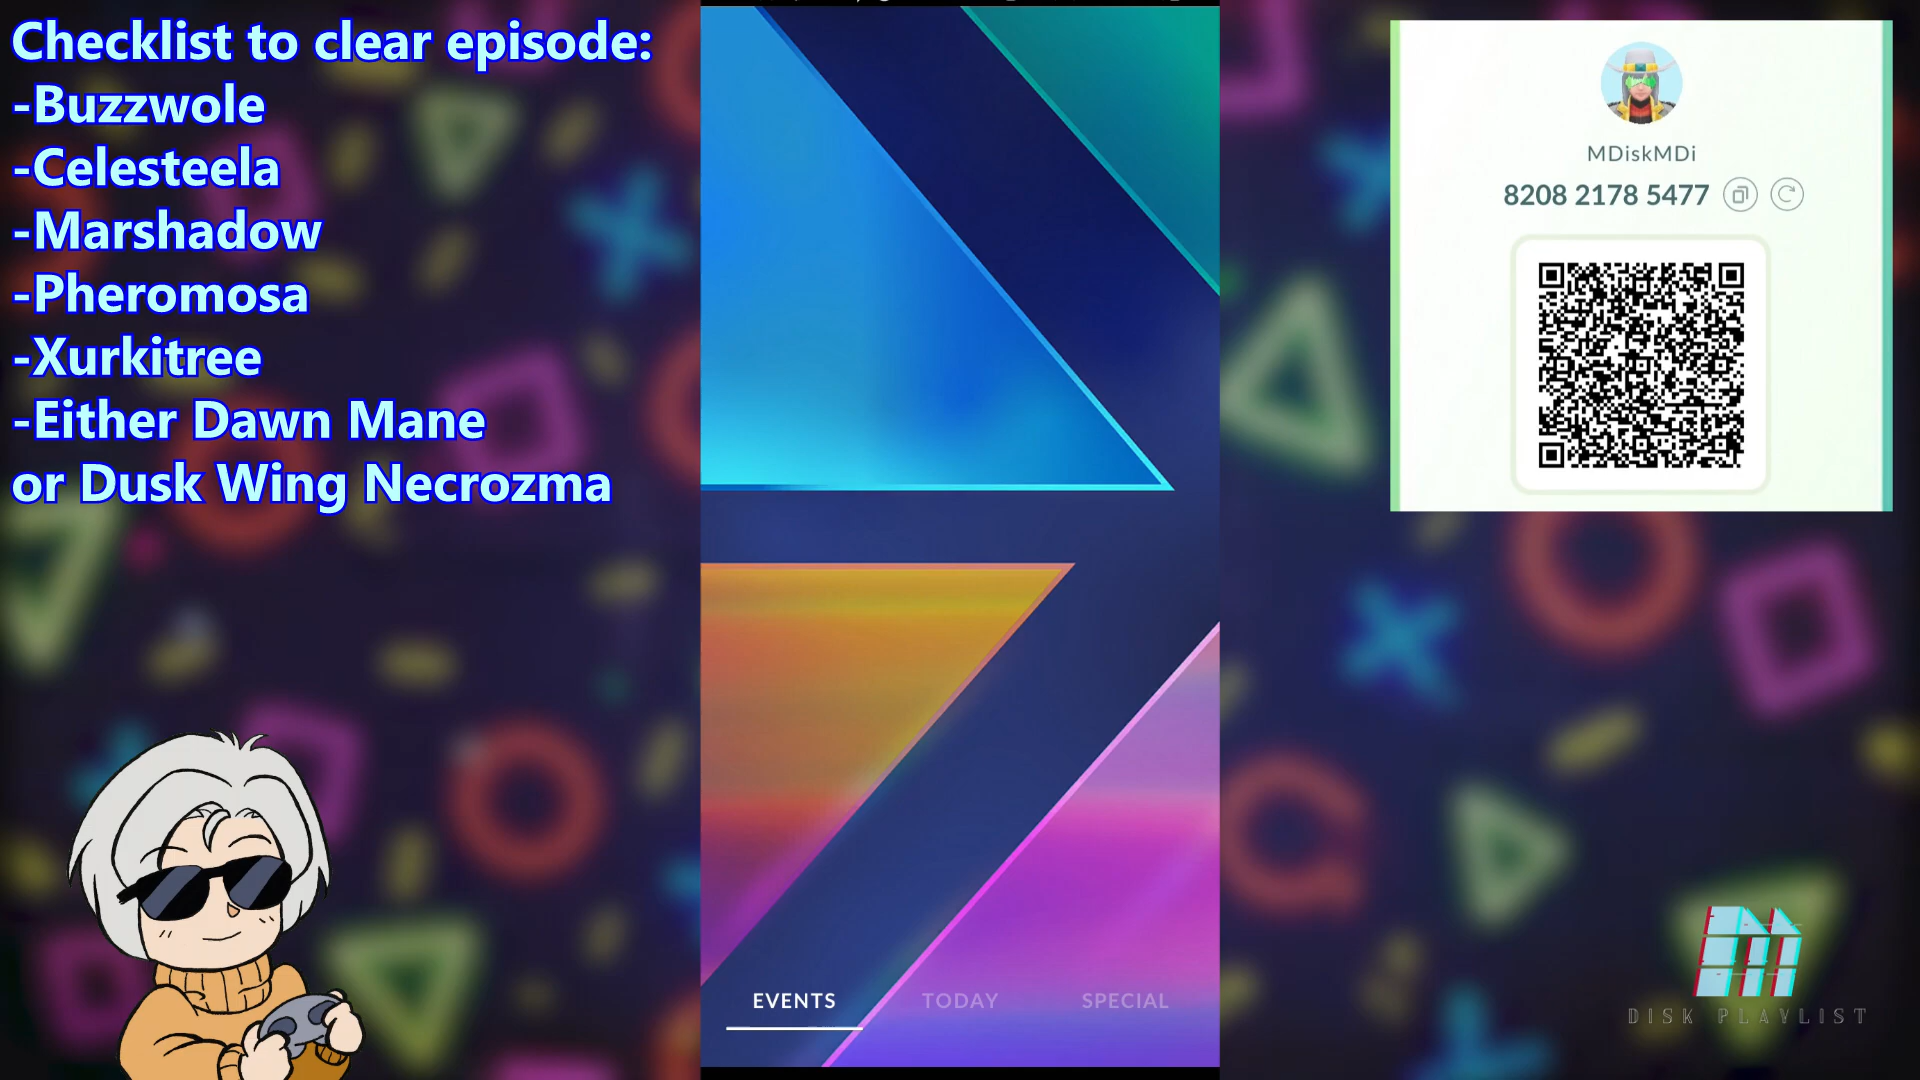 Checklist to clear episode:
-Buzzwole
-Celesteela
-Marshadow
-Pheromosa
-Xurkitree
-Either Dawn Mane
or Dusk Wing Necrozma
EVENTS
TODAY
SPECIAL
MDiskMDi
8208 2178 5477
DISK PLAYLIST